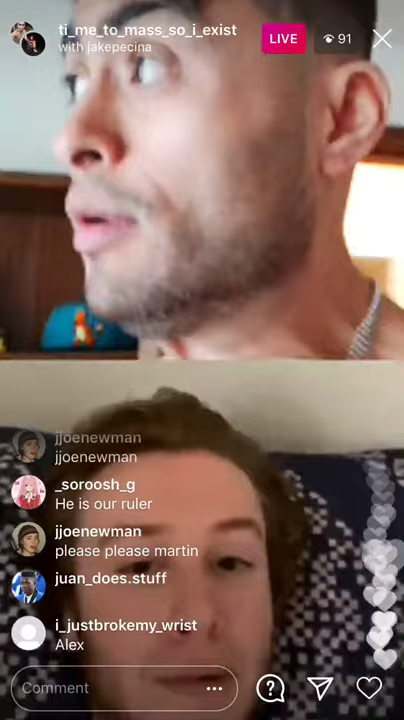 ti_me_to_mass_so_i_exist
with jakepecina
LIVE
91
jjoenewman
jjoenewman
_soroosh_g
He is our ruler
jjoenewman
please please martin
juan_does.stuff
i_justbrokemy_wrist
Alex
Comment